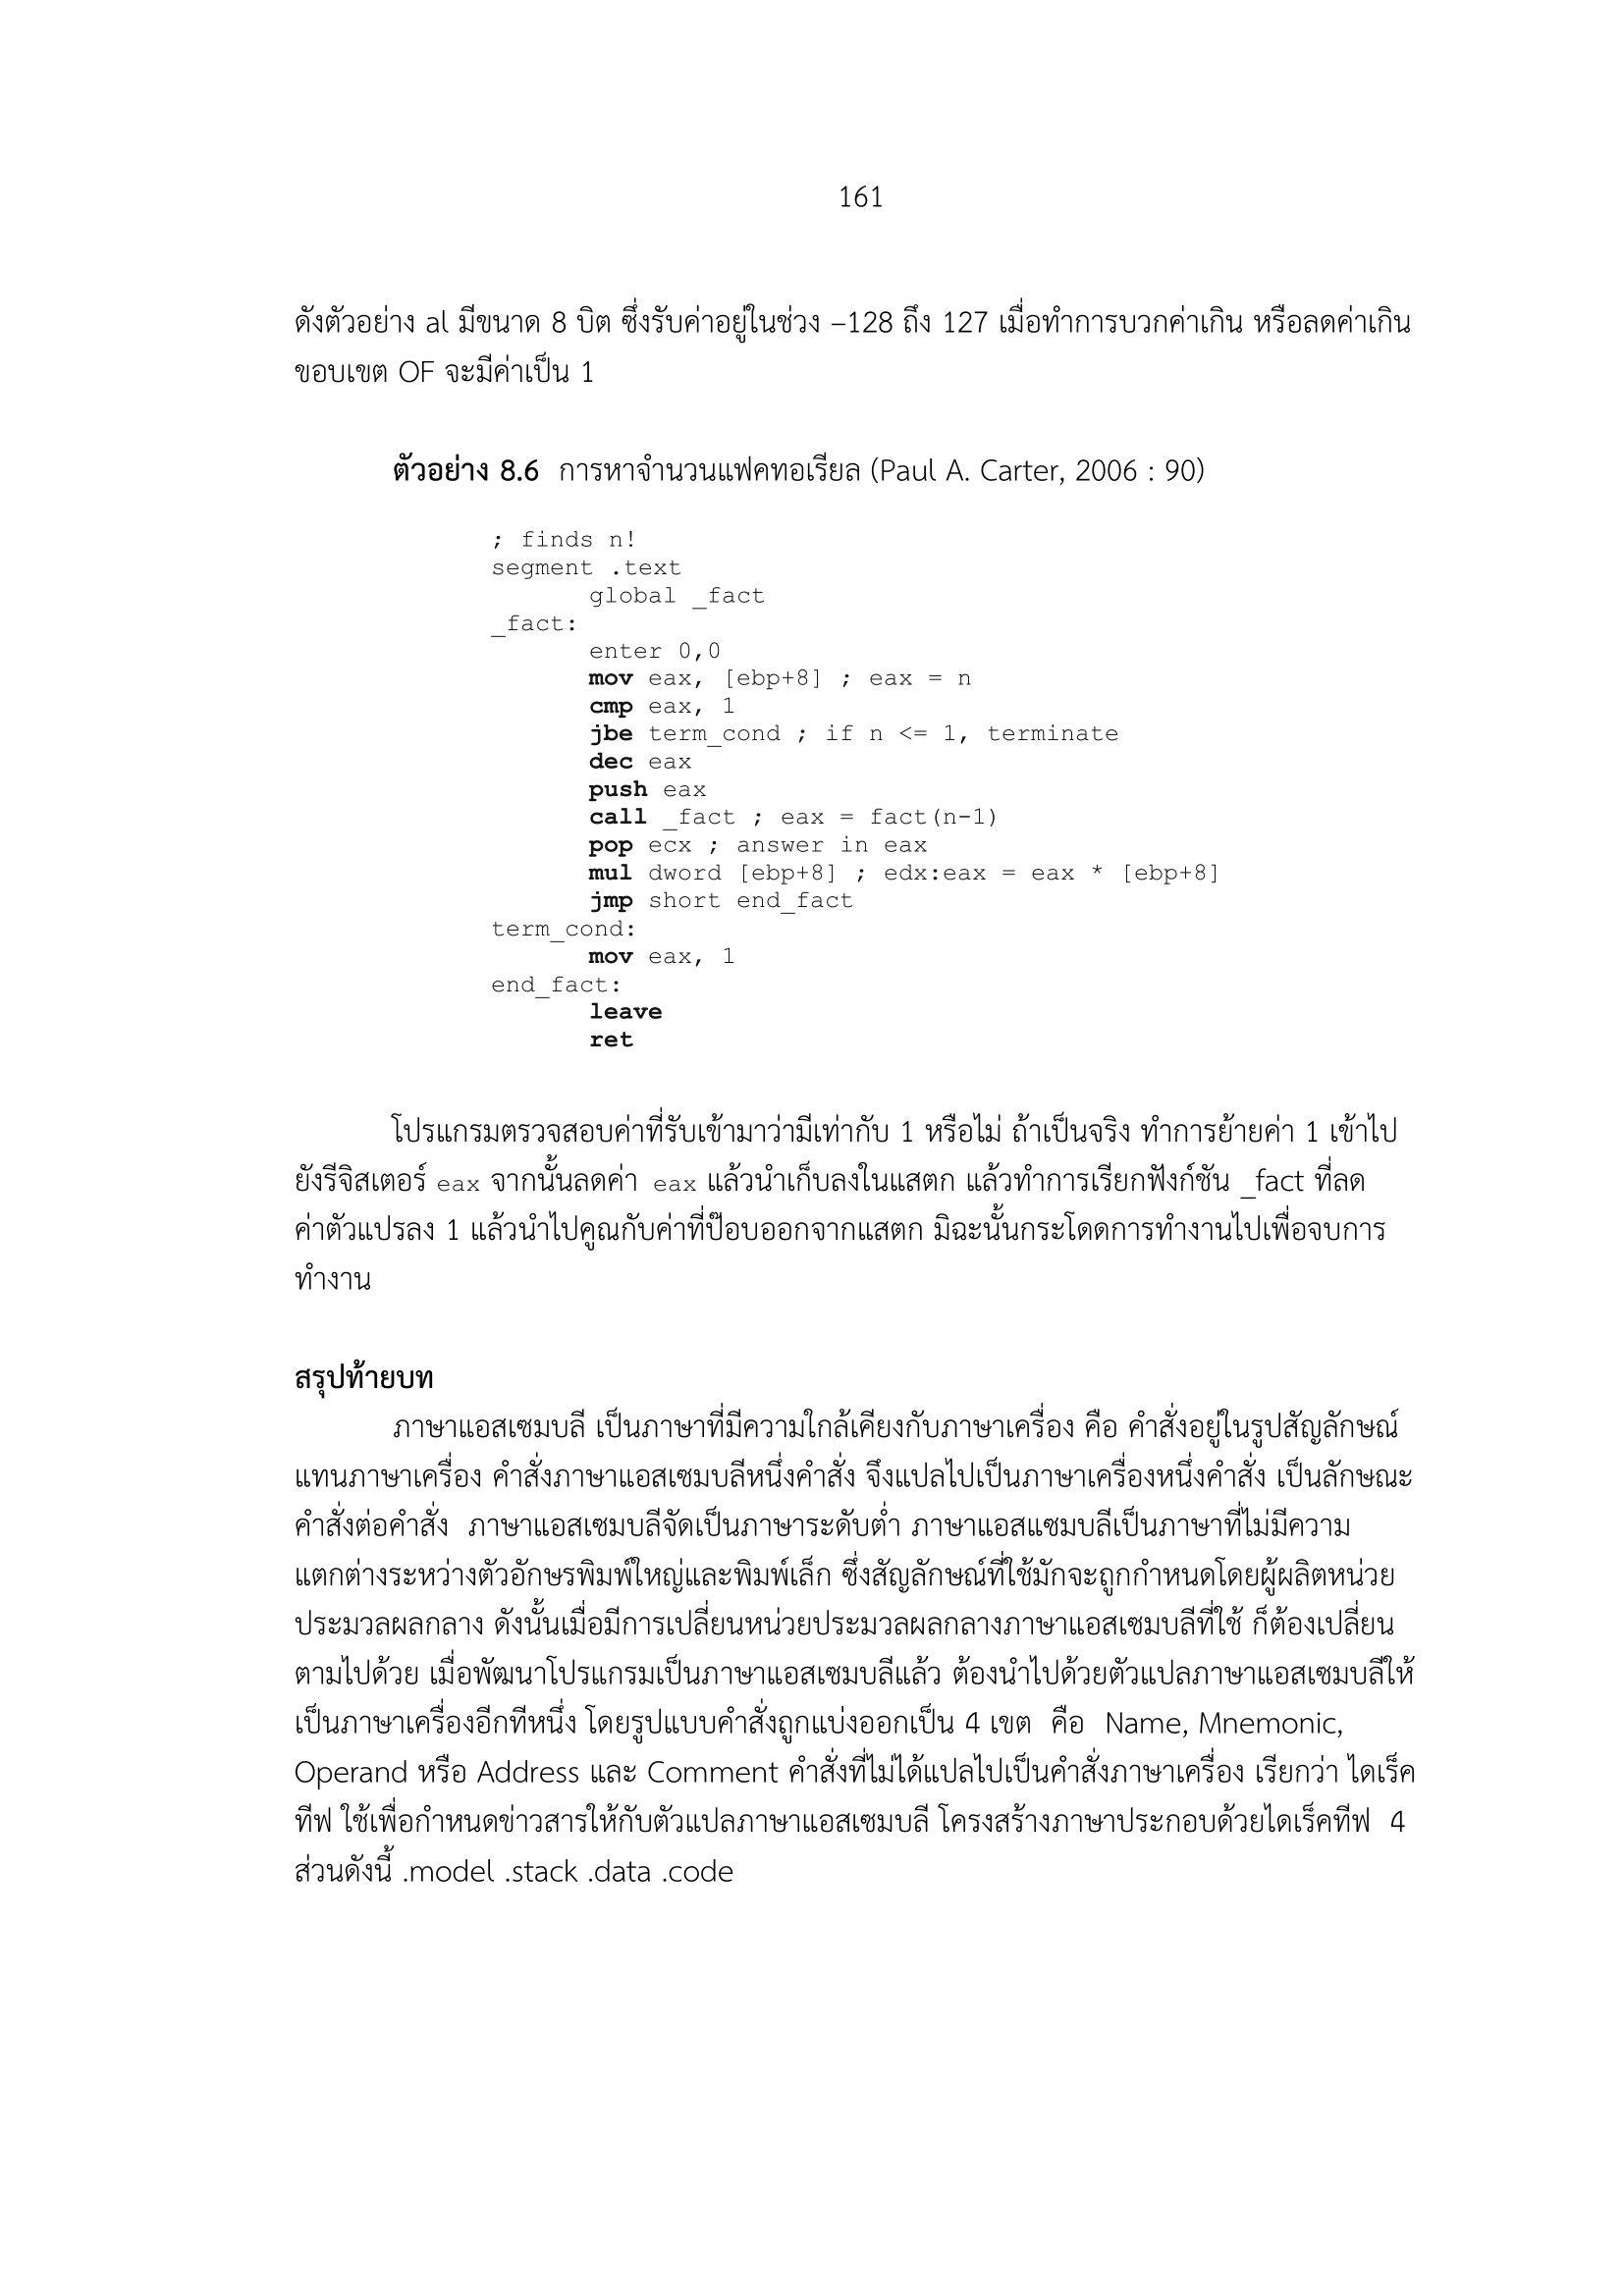 161
ดังตัวอย่าง al มีขนาด 8 บิต ซึ่งรับค่าอยู่ในช่วง –128 ถึง 127 เมื่อทำการบวกค่าเกิน หรือลดค่าเกิน
ขอบเขต OF จะมีค่าเป็น 1
ตัวอย่าง 8.6 การหาจำนวนแฟคทอเรียล (Paul A. Carter, 2006 : 90)
; finds n!
segment .text
global _fact
_fact:
enter 0,0
mov eax, [ebp+8] ; eax = n
cmp eax, 1
jbe term_cond ; if n <= 1, terminate
dec eax
push eax
call _fact ; eax = fact(n-1)
pop ecx ; answer in eax
mul dword [ebp+8] ; edx:eax = eax * [ebp+8]
jmp short end_fact
term_cond:
mov eax, 1
end_fact:
leave
ret
โปรแกรมตรวจสอบค่าที่รับเข้ามาว่ามีเท่ากับ 1 หรือไม่ ถ้าเป็นจริง ทำการย้ายค่า 1 เข้าไป
ยังรีจิสเตอร์ eax จากนั้นลดค่า eax แล้วนำเก็บลงในแสตก แล้วทำการเรียกฟังก์ชัน _fact ที่ลด
ค่าตัวแปรลง 1 แล้วนำไปคูณกับค่าที่ป๊อบออกจากแสตก มิฉะนั้นกระโดดการทำงานไปเพื่อจบการ
ทำงาน
สรุปท้ายบท
ภาษาแอสเซมบลี เป็นภาษาที่มีความใกล้เคียงกับภาษาเครื่อง คือ คำสั่งอยู่ในรูปสัญลักษณ์
แทนภาษาเครื่อง คำสั่งภาษาแอสเซมบลีหนึ่งคำสั่ง จึงแปลไปเป็นภาษาเครื่องหนึ่งคำสั่ง เป็นลักษณะ
คำสั่งต่อคำสั่ง ภาษาแอสเซมบลีจัดเป็นภาษาระดับต่ำ ภาษาแอสแซมบลีเป็นภาษาที่ไม่มีความ
แตกต่างระหว่างตัวอักษรพิมพ์ใหญ่และพิมพ์เล็ก ซึ่งสัญลักษณ์ที่ใช้มักจะถูกกำหนดโดยผู้ผลิตหน่วย
ประมวลผลกลาง ดังนั้นเมื่อมีการเปลี่ยนหน่วยประมวลผลกลางภาษาแอสเซมบลีที่ใช้ ก็ต้องเปลี่ยน
ตามไปด้วย เมื่อพัฒนาโปรแกรมเป็นภาษาแอสเซมบลีแล้ว ต้องนำไปด้วยตัวแปลภาษาแอสเซมบลีให้
เป็นภาษาเครื่องอีกทีหนึ่ง โดยรูปแบบคำสั่งถูกแบ่งออกเป็น 4 เขต คือ Name, Mnemonic,
Operand หรือ Address และ Comment คำสั่งที่ไม่ได้แปลไปเป็นคำสั่งภาษาเครื่อง เรียกว่า ไดเร็ค
ทีฟ ใช้เพื่อกำหนดข่าวสารให้กับตัวแปลภาษาแอสเซมบลี โครงสร้างภาษาประกอบด้วยไดเร็คทีฟ 4
ส่วนดังนี้ .model .stack .data .code